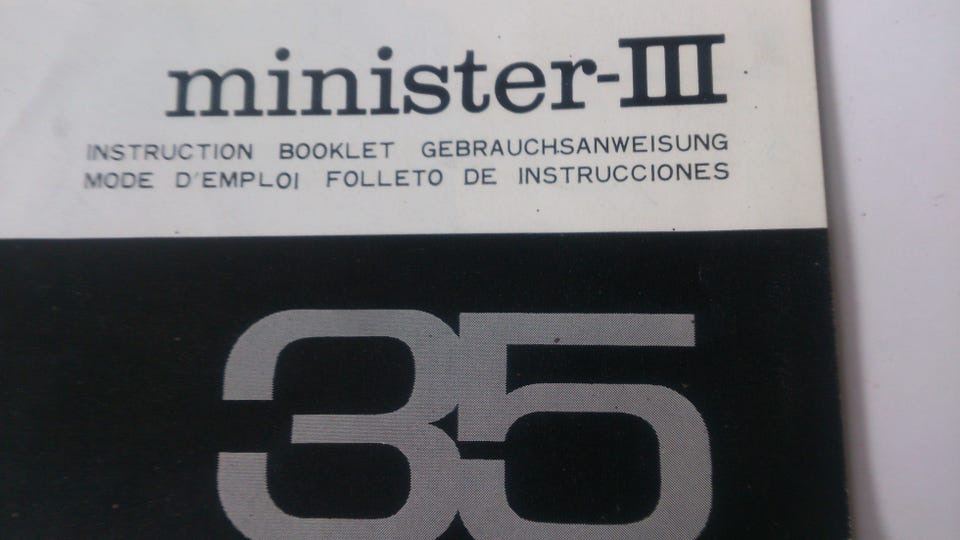 minister-III
INSTRUCTION BOOKLET GEBRAUCHSANWEISUNG
MODE D'EMPLOI FOLLETO DE INSTRUCCIONES
35